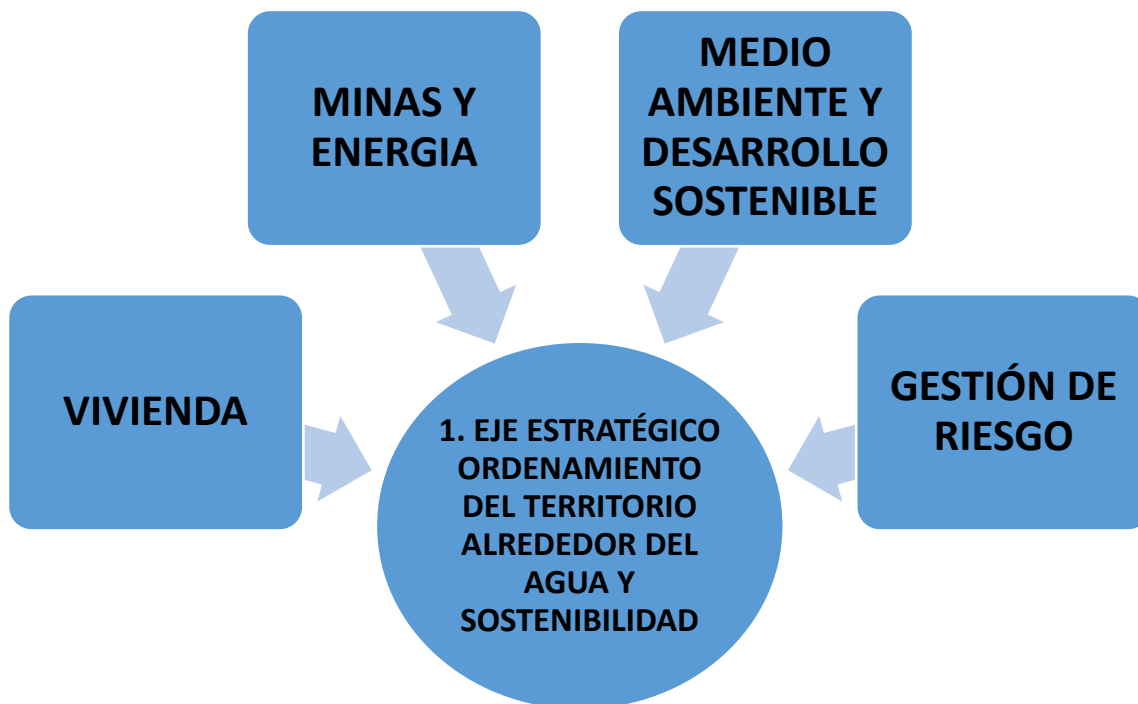 MINAS Y
ENERGIA
MEDIO
AMBIENTE Y
DESARROLLO
SOSTENIBLE
VIVIENDA
GESTIÓN DE
RIESGO
1. EJE ESTRATÉGICO
ORDENAMIENTO
DEL TERRITORIO
ALREDEDOR DEL
AGUA Y
SOSTENIBILIDAD